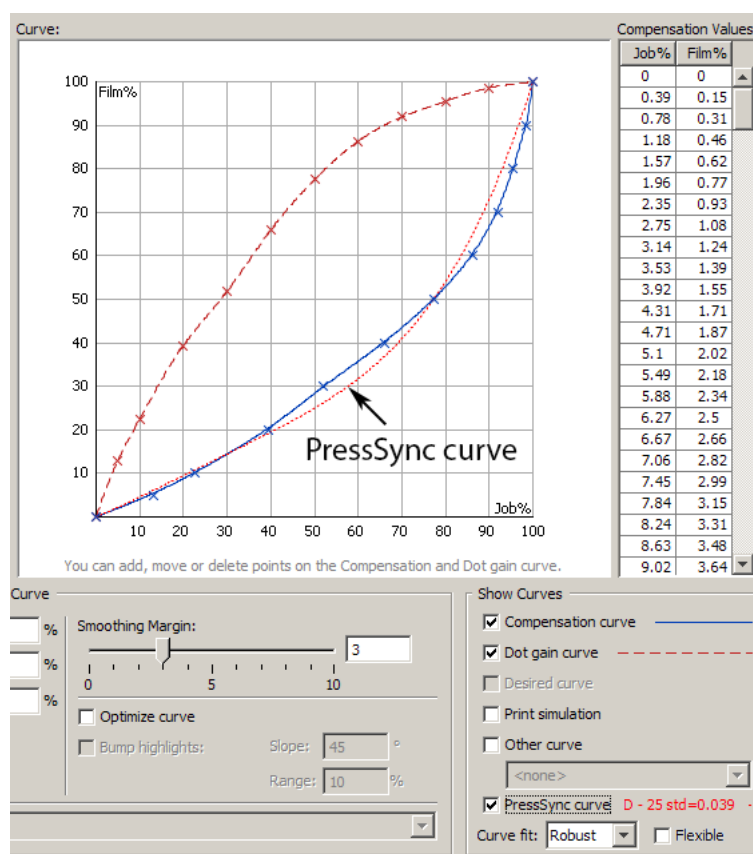 Curve:
Compensation Values
Job% Film%
0 0
0.39 0.15
0.78 0.31
1.18 0.46
1.57 0.62
1.96 0.77
2.35 0.93
2.75 1.08
3.14 1.24
3.53 1.39
3.92 1.55
4.31 1.71
4.71 1.87
5.1 2.02
5.49 2.18
5.88 2.34
6.27 2.5
6.67 2.66
7.06 2.82
7.45 2.99
7.84 3.15
8.24 3.31
8.63 3.48
9.02 3.64
100
Film%
90
80
70
60
50
40
30
20
10
PressSync curve
Job%
10 20 30 40 50 60 70 80 90 100
You can add, move or delete points on the Compensation and Dot gain curve.
Curve
%
%
%
Smoothing Margin:
3
0 5 10
Optimize curve
Bump highlights:
Slope: 45 °
Range: 10 %
Show Curves
Compensation curve
Dot gain curve
Desired curve
Print simulation
Other curve
<none>
PressSync curve D - 25 std=0.039
Curve fit: Robust Flexible